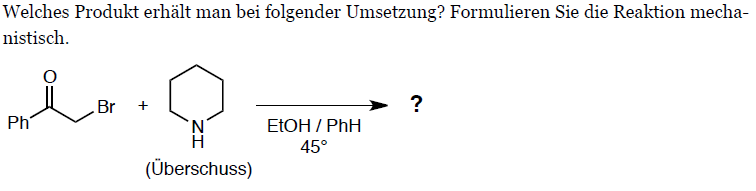 Welches Produkt erhält man bei folgender Umsetzung? Formulieren Sie die Reaktion mecha-
nistisch.
O
Br
Ph
+
N
H
(Überschuss)
EtOH / PhH
45°
?